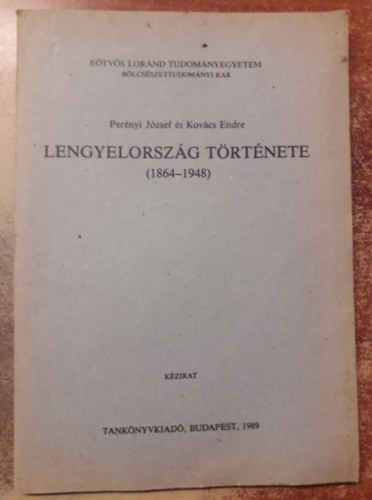 EÖTVÖS LORÁND TUDOMÁNYEGYETEM
BÖLCSÉSZETTUDOMÁNYI KAR
Perényi József és Kovács Endre
LENGYELORSZÁG TÖRTÉNETE
(1864–1948)
KÉZIRAT
TANKÖNYVKIADÓ, BUDAPEST, 1989